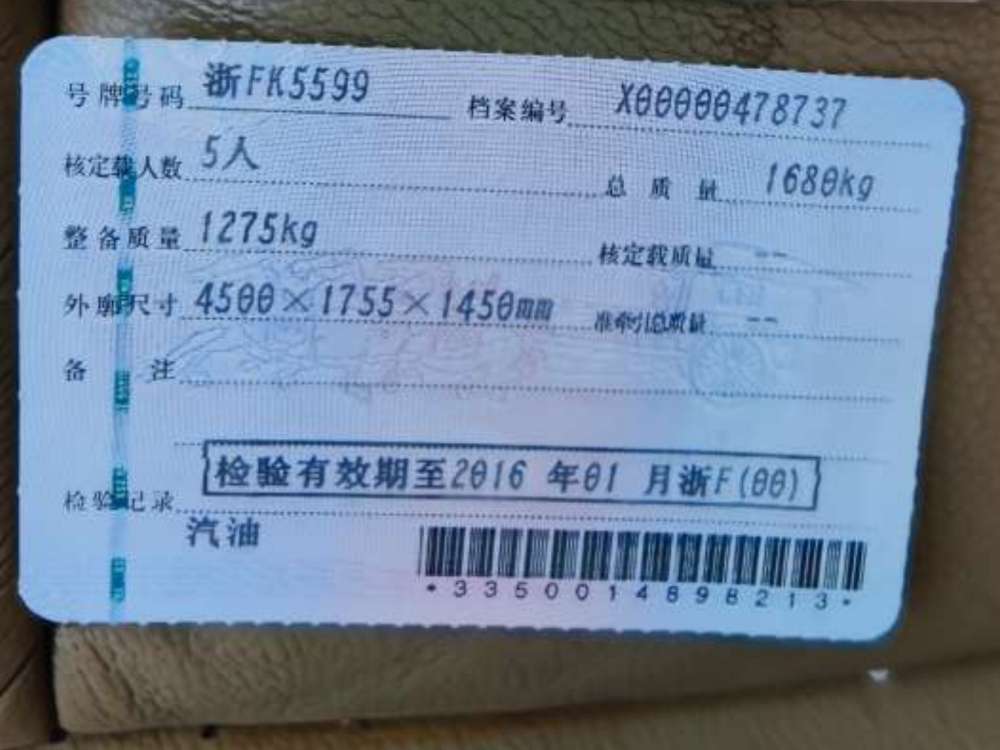 号牌号码 浙FK5599 档案编号 X00000478737
核定载人数 5人 总质量 1680kg
整备质量 1275kg 核定载质量 --
外廓尺寸 4500×1755×1450mm 准牵引总质量 --
备注
检验记录 检验有效期至2016 年01 月浙F(00)
汽油
*3350014898213*